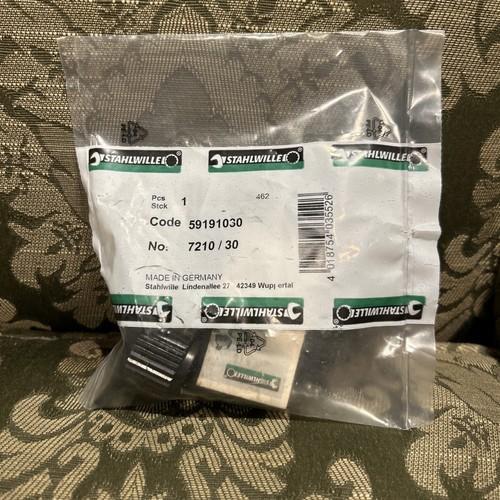 STAHLWILLE STAHLWILLE STAHLWILLE
Pcs
Stck 1 462
Code 59191030
No. 7210 / 30
4 018754 035526
MADE IN GERMANY
Stahlwille Lindenallee 27 42349 Wuppertal
STAHLWILLE STAHLWILLE STAHLWILLE
STAHLWILLE